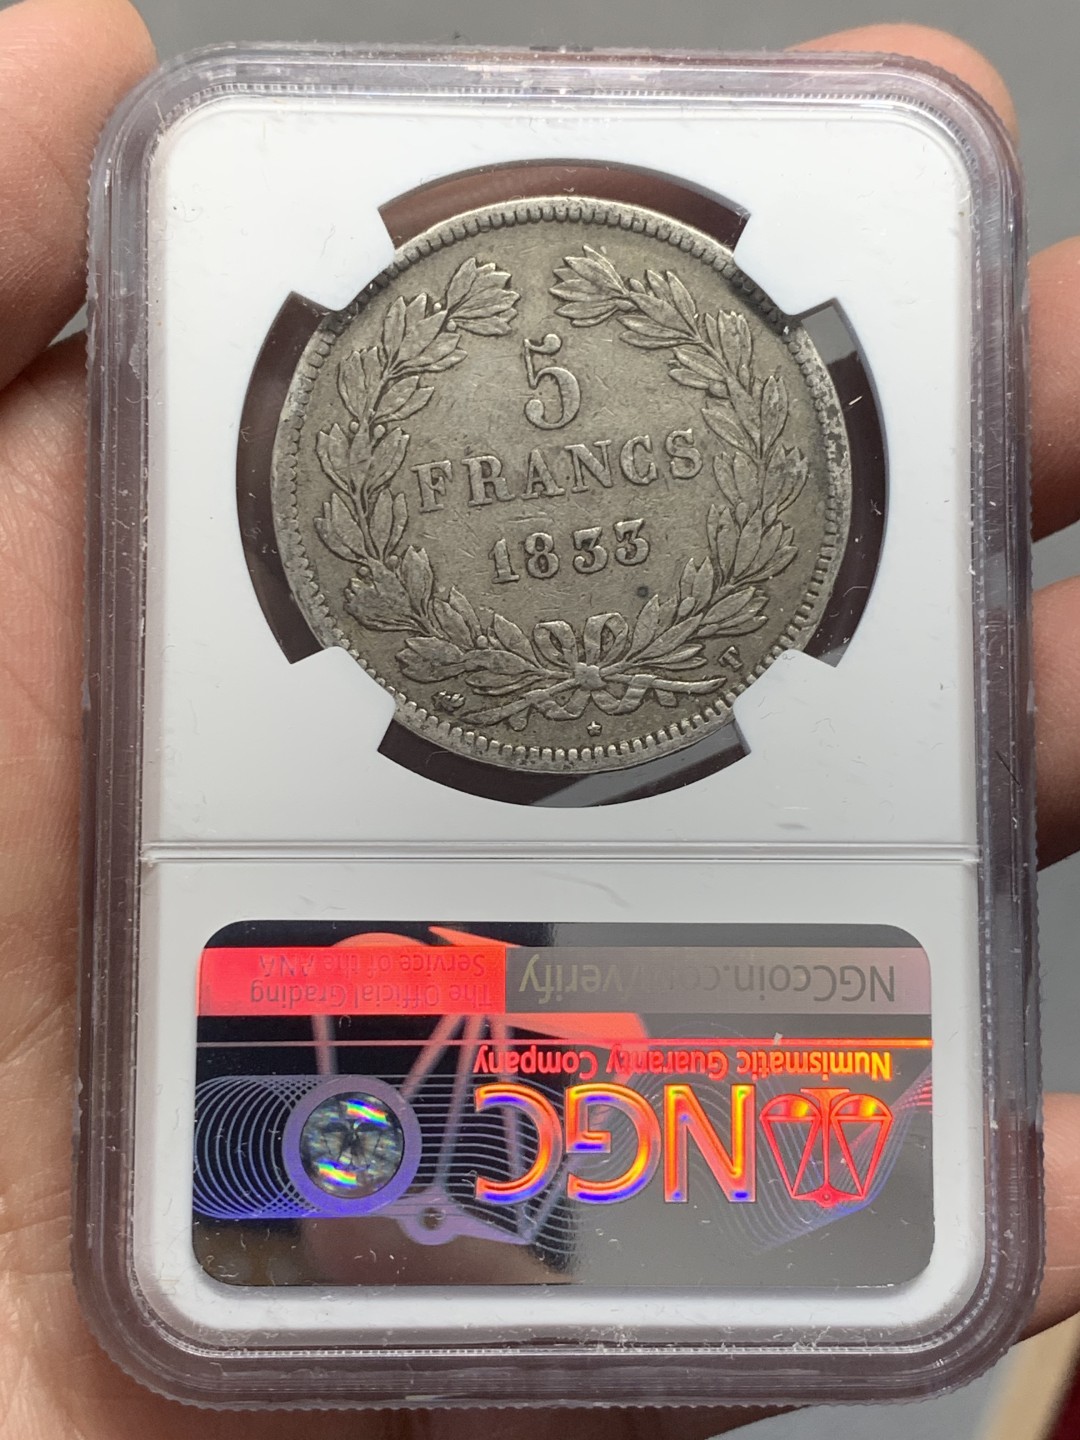 5
FRANCS
1833
T
NGCcoin.com/verify
The Official Grading
Service of the ANA
Numismatic Guaranty Company
NGC